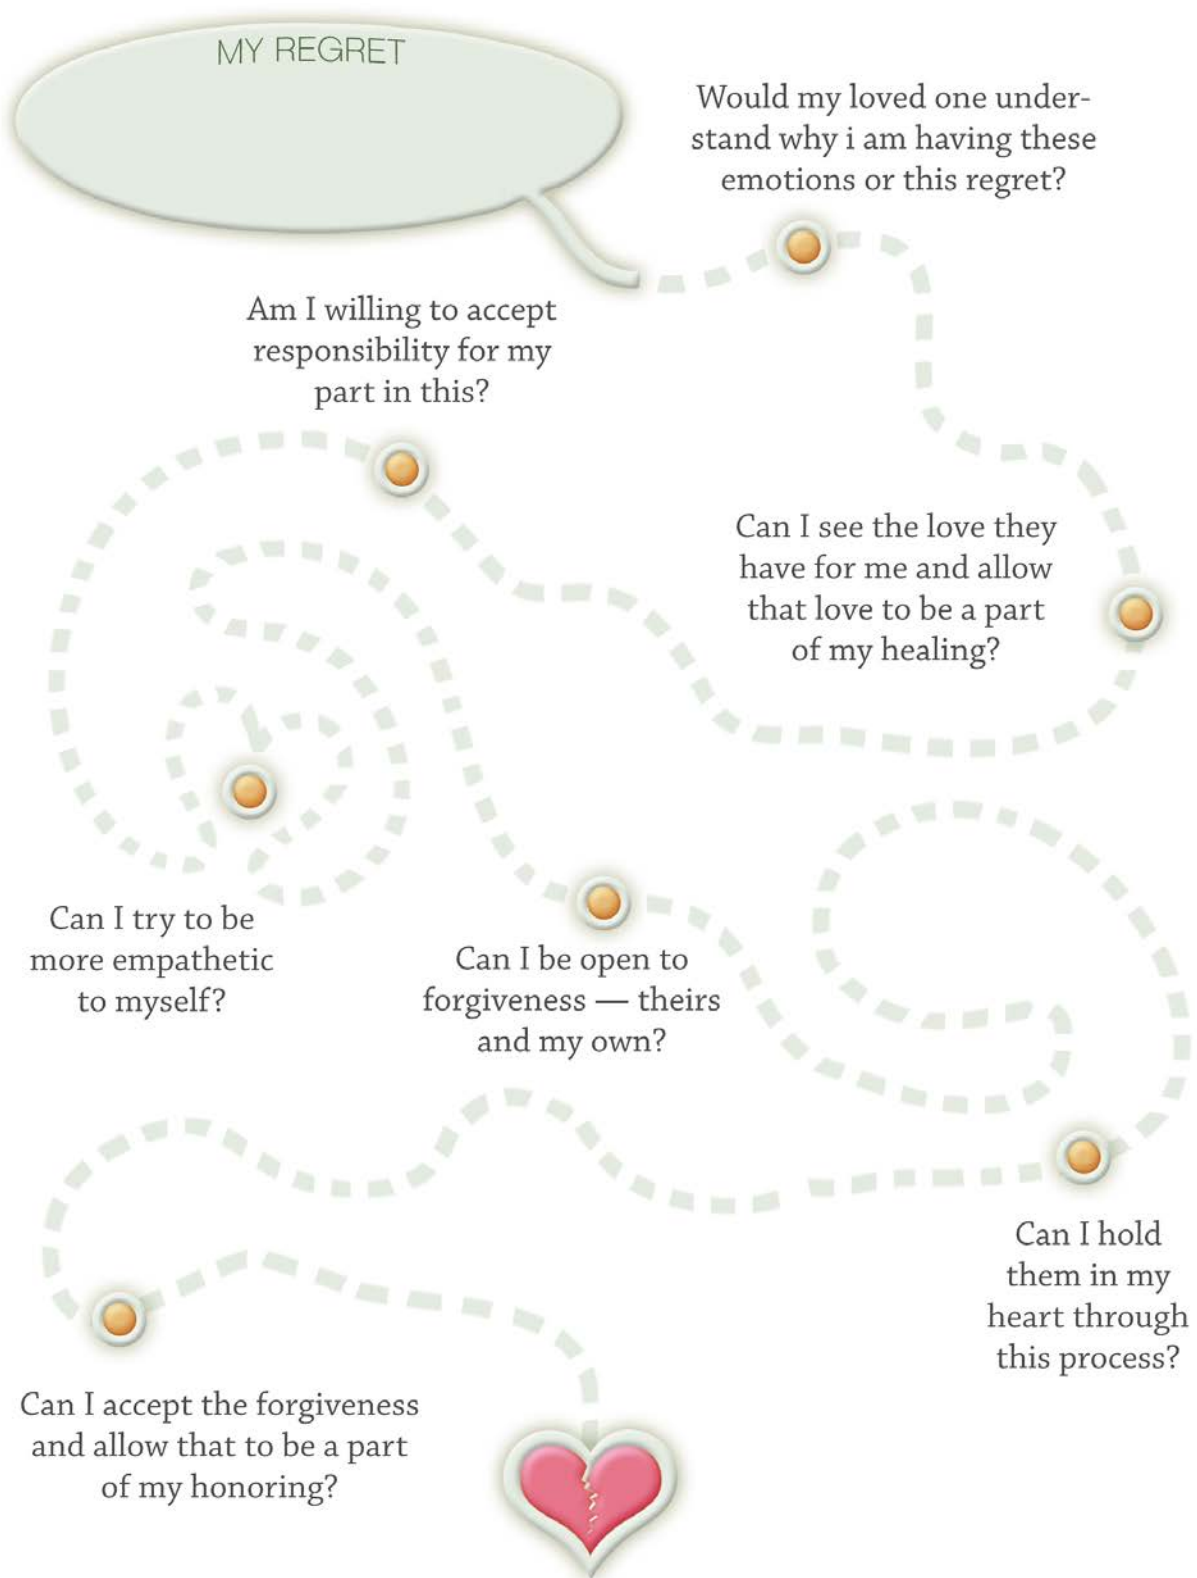 MY REGRET
Would my loved one under-
stand why i am having these
emotions or this regret?
Can I see the love they
have for me and allow
that love to be a part
of my healing?
Am I willing to accept
responsibility for my
part in this?
Can I try to be
more empathetic
to myself?
Can I be open to
forgiveness — theirs
and my own?
Can I hold
them in my
heart through
this process?
Can I accept the forgiveness
and allow that to be a part
of my honoring?